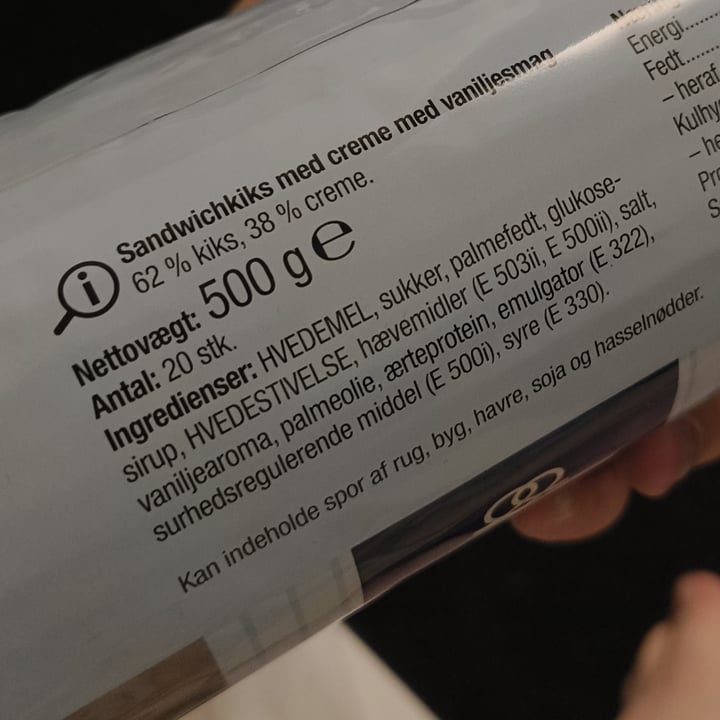 Sandwichkiks med creme med vaniljesmag
62 % kiks, 38 % creme.
Nettovægt: 500 g ℮
Antal: 20 stk.
Ingredienser: HVEDEMEL, sukker, palmefedt, glukose-
sirup, HVEDESTIVELSE, hævemidler (E 503ii, E 500ii), salt,
vaniljearoma, palmeolie, ærteprotein, emulgator (E 322),
surhedsregulerende middel (E 500i), syre (E 330).
Kan indeholde spor af rug, byg, havre, soja og hasselnødder.
Energi......
Fedt......
– heraf